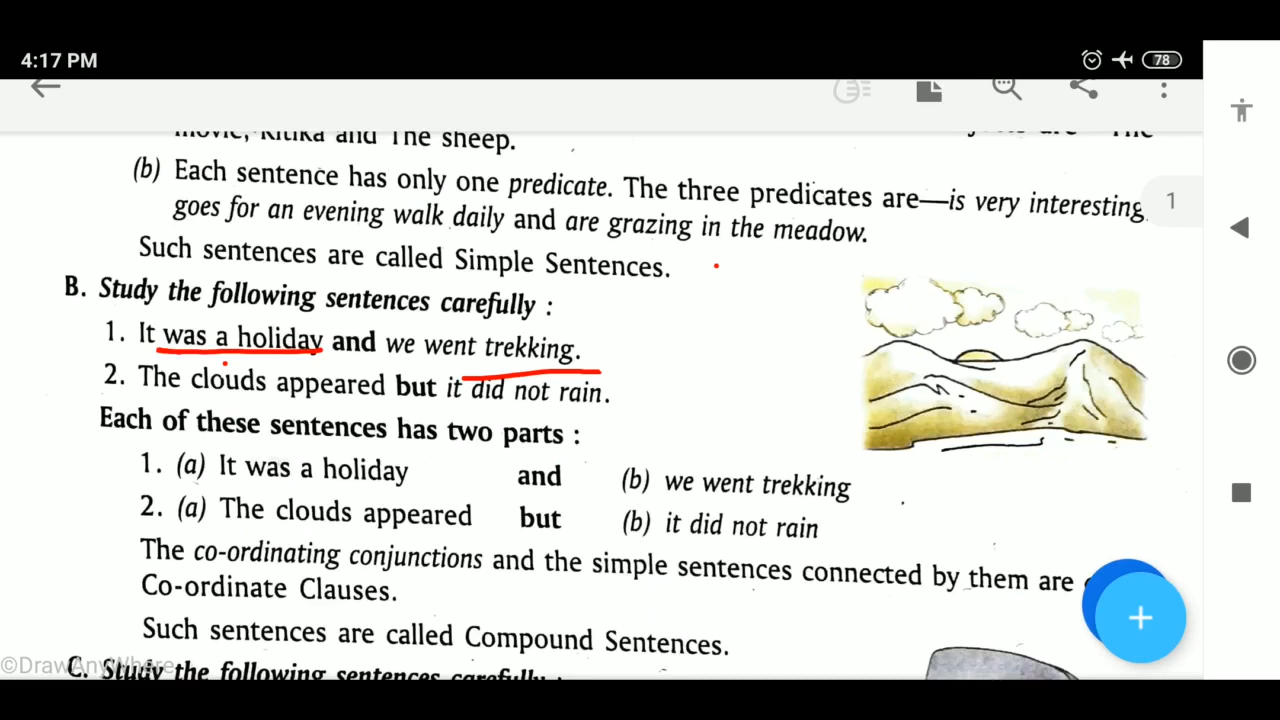 4:17 PM
78
movie, Ritika and The sheep.
(b) Each sentence has only one predicate. The three predicates are—is very interesting
1
goes for an evening walk daily and are grazing in the meadow.
Such sentences are called Simple Sentences.
B. Study the following sentences carefully :
1. It was a holiday and we went trekking.
2. The clouds appeared but it did not rain.
Each of these sentences has two parts :
1. (a) It was a holiday and (b) we went trekking
2. (a) The clouds appeared but (b) it did not rain
The co-ordinating conjunctions and the simple sentences connected by them are
Co-ordinate Clauses.
Such sentences are called Compound Sentences.
©DrawAnyWhere
C. Study the following sentences carefully :